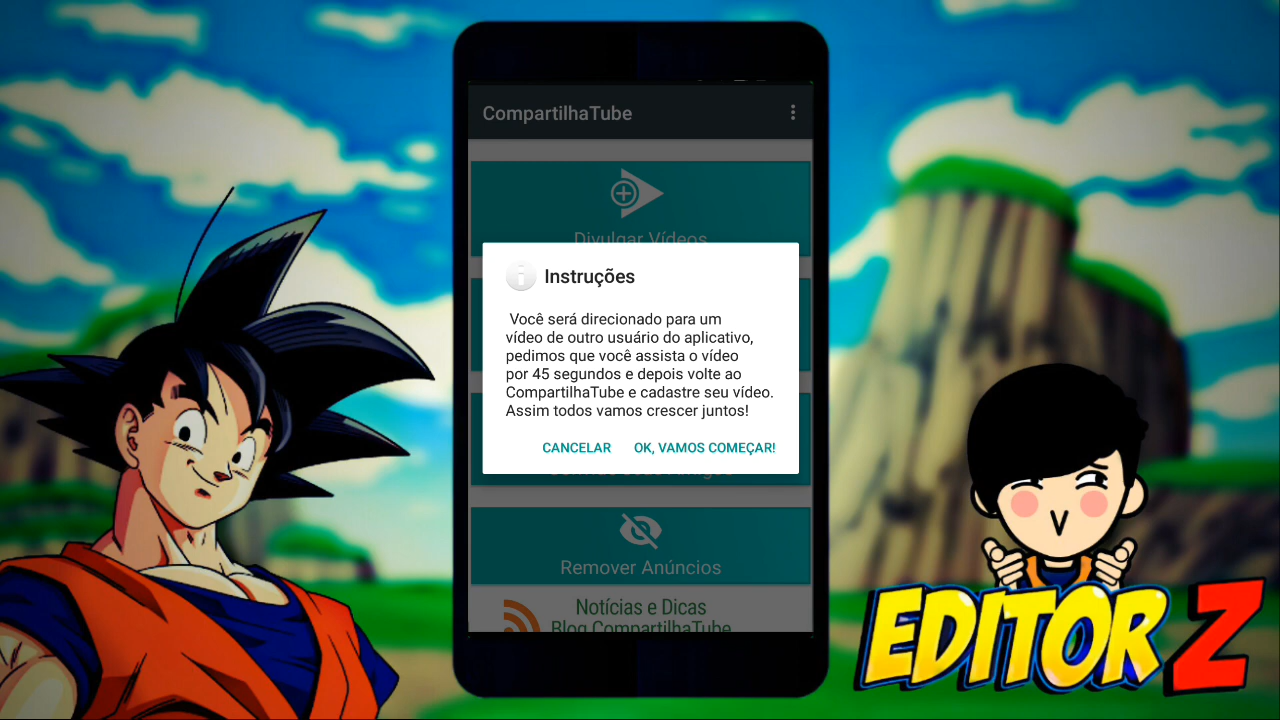 CompartilhaTube
Divulgar Vídeos
Instruções
Você será direcionado para um
vídeo de outro usuário do aplicativo,
pedimos que você assista o vídeo
por 45 segundos e depois volte ao
CompartilhaTube e cadastre seu vídeo.
Assim todos vamos crescer juntos!
CANCELAR OK, VAMOS COMEÇAR!
Remover Anúncios
Notícias e Dicas
Blog CompartilhaTube
EDITOR Z